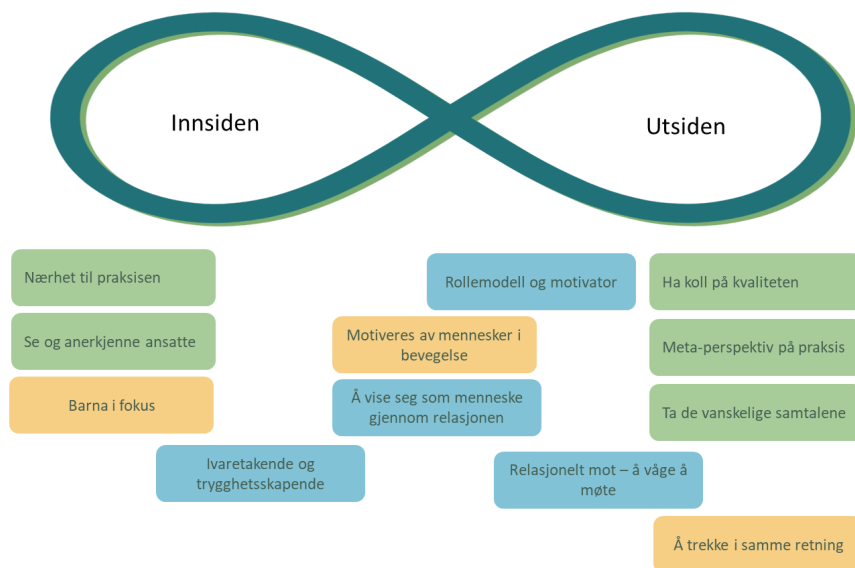 Innsiden
Utsiden
Nærhet til praksisen
Rollemodell og motivator
Ha koll på kvaliteten
Se og anerkjenne ansatte
Motiveres av mennesker i
bevegelse
Meta-perspektiv på praksis
Barna i fokus
Å vise seg som menneske
gjennom relasjonen
Ta de vanskelige samtalene
Ivaretakende og
trygghetsskapende
Relasjonelt mot – å våge å
møte
Å trekke i samme retning